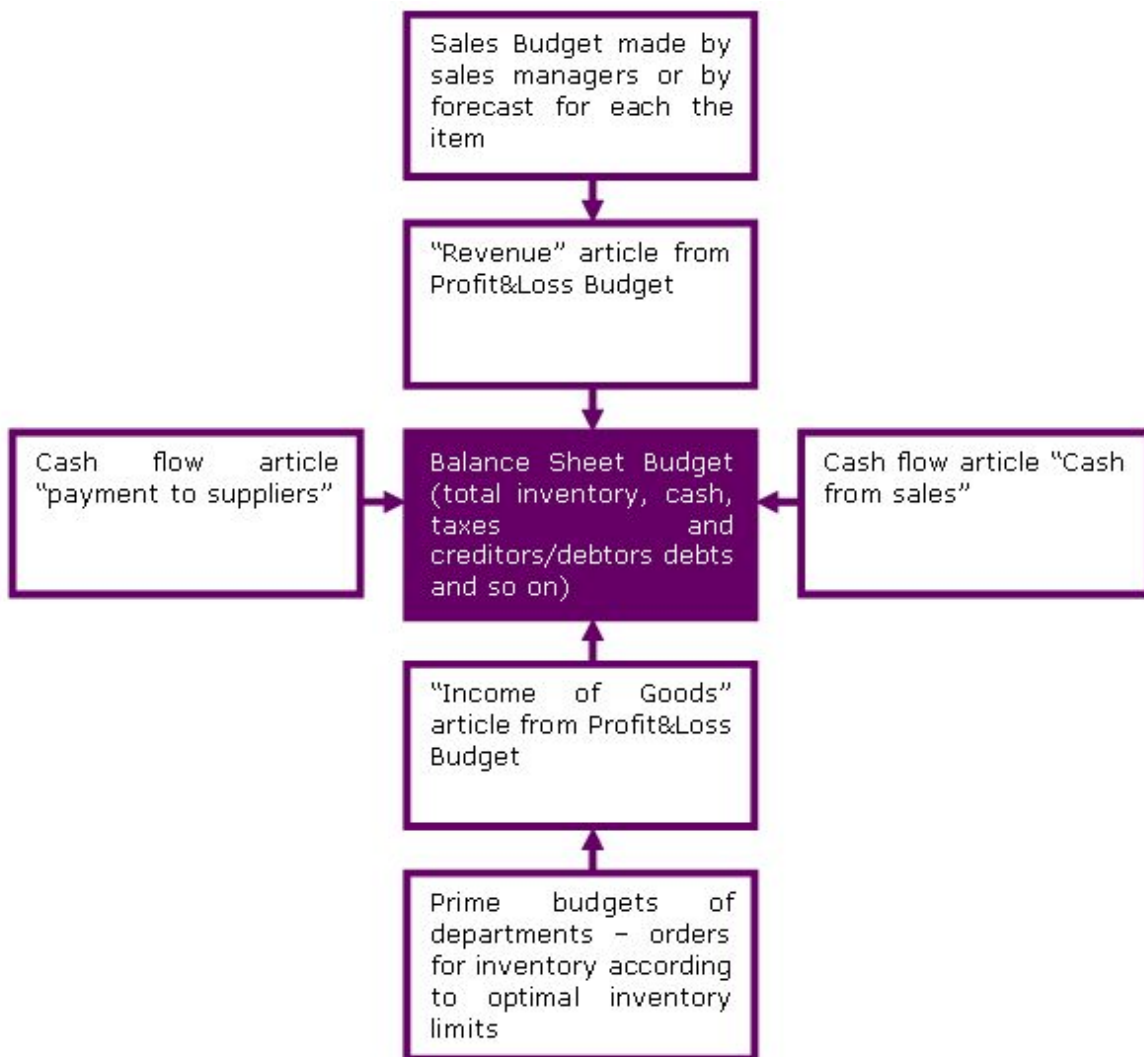 Sales Budget made by
sales managers or by
forecast for each the
item
“Revenue” article from
Profit&Loss Budget
Cash flow article
“payment to suppliers”
Balance Sheet Budget
(total inventory, cash,
taxes and
creditors/debtors debts
and so on)
Cash flow article “Cash
from sales”
“Income of Goods”
article from Profit&Loss
Budget
Prime budgets of
departments – orders
for inventory according
to optimal inventory
limits